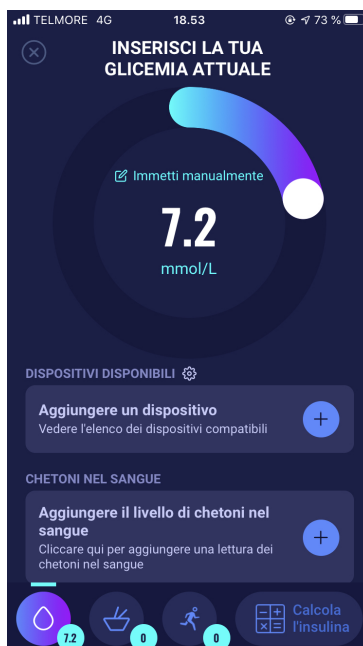 TELMORE 4G 18.53 73 %
INSERISCI LA TUA
GLICEMIA ATTUALE
Immetti manualmente
7.2
mmol/L
DISPOSITIVI DISPONIBILI
Aggiungere un dispositivo
Vedere l'elenco dei dispositivi compatibili
CHETONI NEL SANGUE
Aggiungere il livello di chetoni nel
sangue
Cliccare qui per aggiungere una lettura dei
chetoni nel sangue
7.2 0 0
Calcola
l'insulina